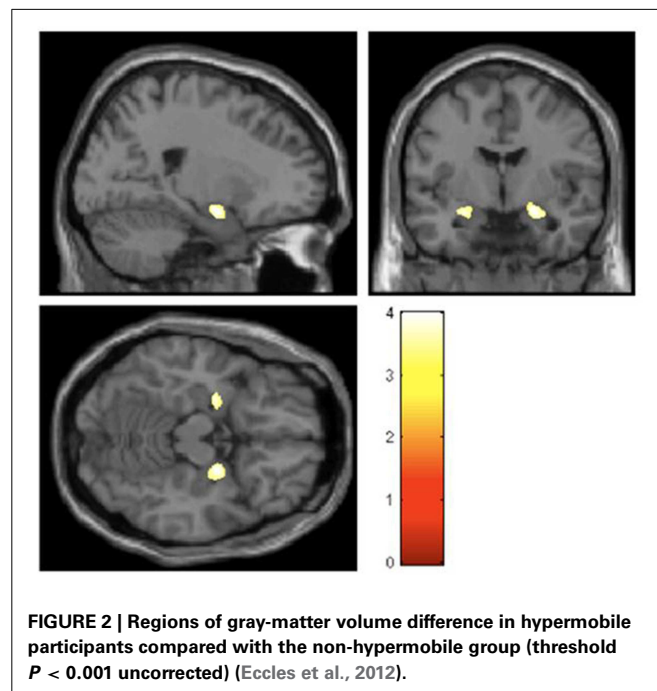 4
3
2
1
0
FIGURE 2 | Regions of gray-matter volume difference in hypermobile
participants compared with the non-hypermobile group (threshold
P < 0.001 uncorrected) (Eccles et al., 2012).